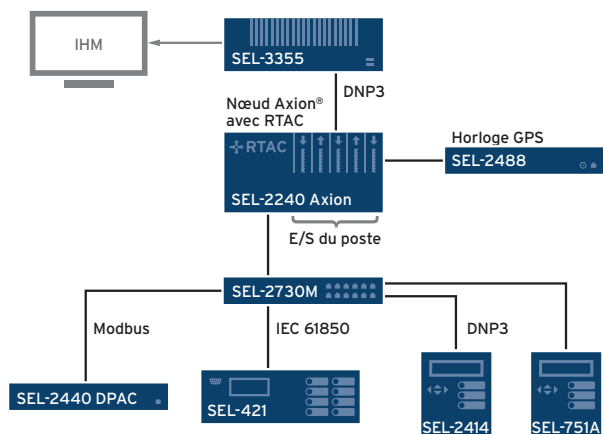 IHM
SEL-3355
DNP3
Nœud Axion®
avec RTAC
RTAC
SEL-2240 Axion
Horloge GPS
SEL-2488
E/S du poste
SEL-2730M
Modbus
IEC 61850
DNP3
SEL-2440 DPAC
SEL-421
SEL-2414
SEL-751A